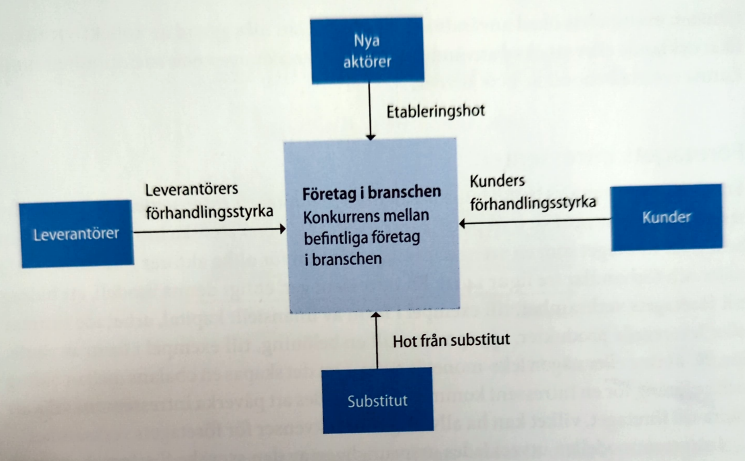 Nya
aktörer
Etableringshot
Leverantörers
förhandlingsstyrka
Leverantörer
Företag i branschen
Konkurrens mellan
befintliga företag
i branschen
Kunders
förhandlingsstyrka
Kunder
Hot från substitut
Substitut